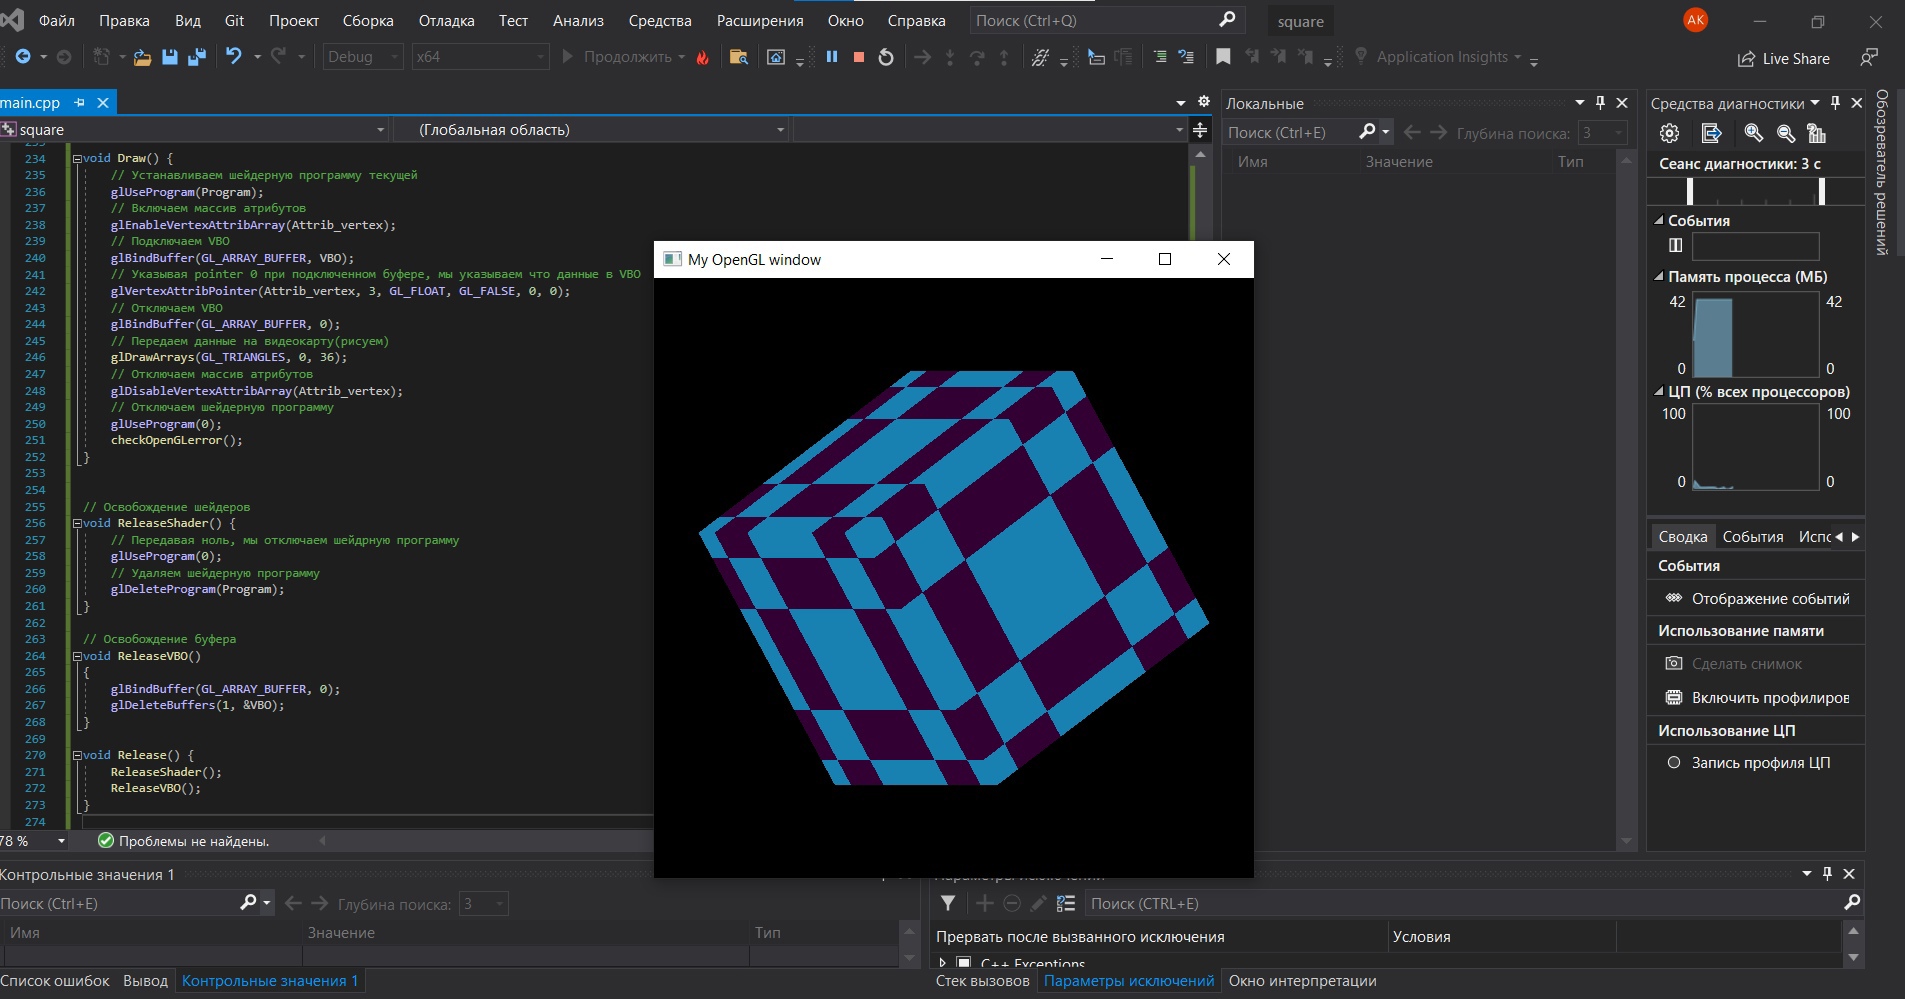 Файл Правка Вид Git Проект Сборка Отладка Тест Анализ Средства Расширения Окно Справка Поиск (Ctrl+Q) square AK
Debug x64 Продолжить Application Insights Live Share
main.cpp
square (Глобальная область)
234 void Draw() {
235 // Устанавливаем шейдерную программу текущей
236 glUseProgram(Program);
237 // Включаем массив атрибутов
238 glEnableVertexAttribArray(Attrib_vertex);
239 // Подключаем VBO
240 glBindBuffer(GL_ARRAY_BUFFER, VBO);
241 // Указывая pointer 0 при подключенном буфере, мы указываем что данные в VBO
242 glVertexAttribPointer(Attrib_vertex, 3, GL_FLOAT, GL_FALSE, 0, 0);
243 // Отключаем VBO
244 glBindBuffer(GL_ARRAY_BUFFER, 0);
245 // Передаем данные на видеокарту(рисуем)
246 glDrawArrays(GL_TRIANGLES, 0, 36);
247 // Отключаем массив атрибутов
248 glDisableVertexAttribArray(Attrib_vertex);
249 // Отключаем шейдерную программу
250 glUseProgram(0);
251 checkOpenGLerror();
252 }
253
254
255 // Освобождение шейдеров
256 void ReleaseShader() {
257 // Передавая ноль, мы отключаем шейдрную программу
258 glUseProgram(0);
259 // Удаляем шейдерную программу
260 glDeleteProgram(Program);
261 }
262
263 // Освобождение буфера
264 void ReleaseVBO()
265 {
266 glBindBuffer(GL_ARRAY_BUFFER, 0);
267 glDeleteBuffers(1, &VBO);
268 }
269
270 void Release() {
271 ReleaseShader();
272 ReleaseVBO();
273 }
274
78 % Проблемы не найдены.
My OpenGL window
Локальные
Поиск (Ctrl+E) Глубина поиска: 3
Имя Значение Тип
Средства диагностики
Сеанс диагностики: 3 с
События
Память процесса (МБ)
42 42
0 0
ЦП (% всех процессоров)
100 100
0 0
Сводка События Испс
События
Отображение событий
Использование памяти
Сделать снимок
Включить профилиров
Использование ЦП
Запись профиля ЦП
Обозреватель решений
Контрольные значения 1
Поиск (Ctrl+E) Глубина поиска: 3
Имя Значение Тип
Список ошибок Вывод Контрольные значения 1
Параметры исключений
Поиск (CTRL+E)
Прервать после вызванного исключения Условия
C++ Exceptions
Стек вызовов Параметры исключений Окно интерпретации